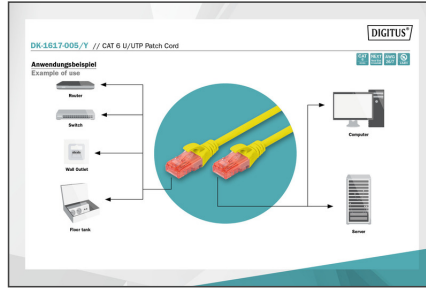 DIGITUS®
DK-1617-005/Y // CAT 6 U/UTP Patch Cord
Anwendungsbeispiel
Example of use
Router
Switch
Wall Outlet
Floor tank
Computer
Server